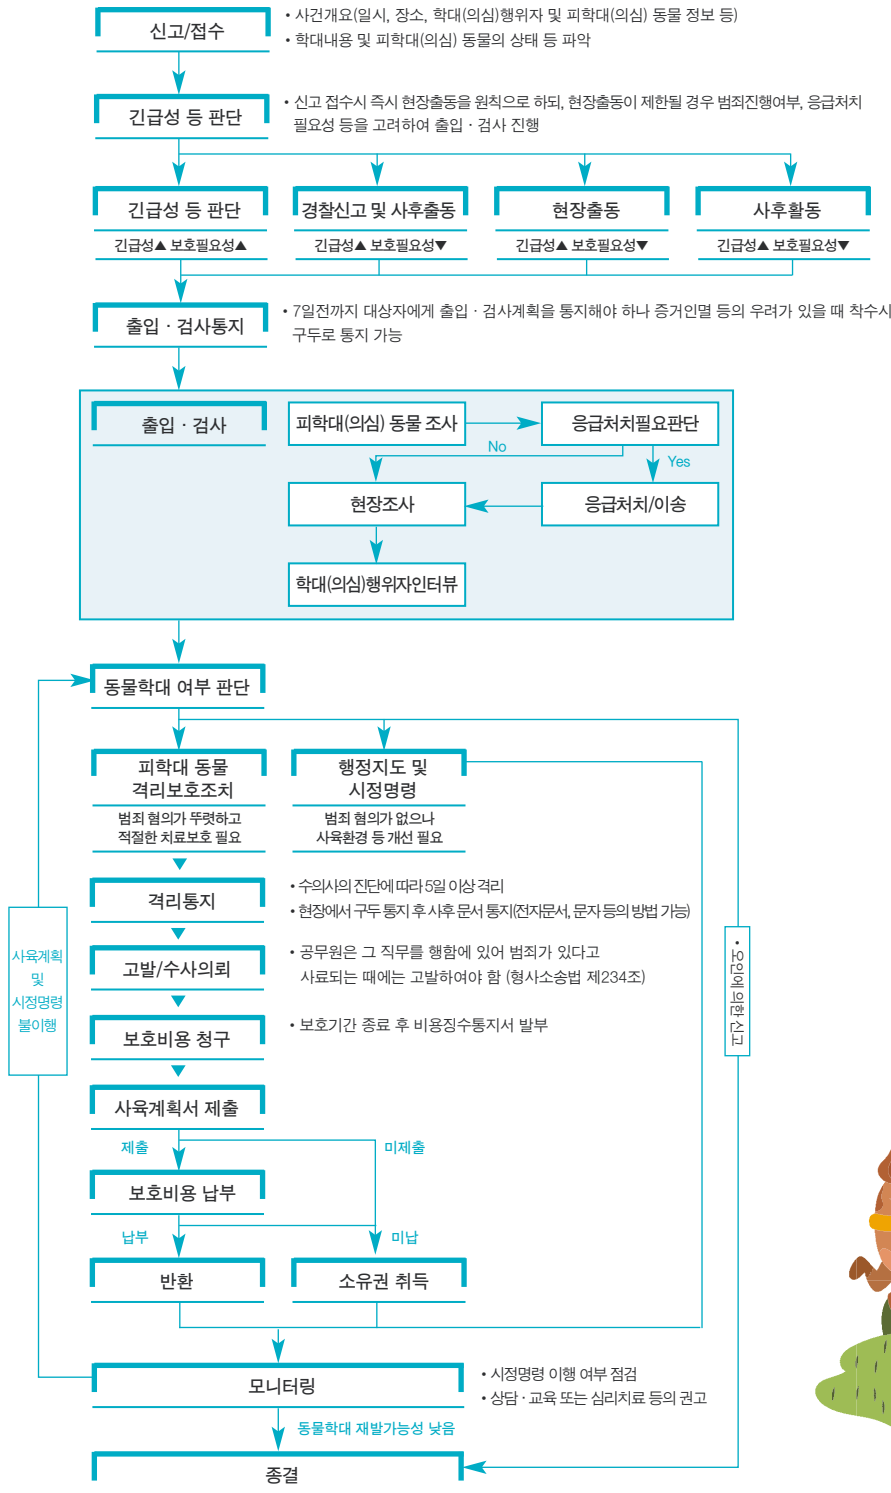 신고/접수
• 사건개요(일시, 장소, 학대(의심)행위자 및 피학대(의심) 동물 정보 등)
• 학대내용 및 피학대(의심) 동물의 상태 등 파악
긴급성 등 판단
• 신고 접수시 즉시 현장출동을 원칙으로 하되, 현장출동이 제한될 경우 범죄진행여부, 응급처치
필요성 등을 고려하여 출입 · 검사 진행
긴급성 등 판단
긴급성▲ 보호필요성▲
경찰신고 및 사후출동
긴급성▲ 보호필요성▼
현장출동
긴급성▲ 보호필요성▼
사후활동
긴급성▲ 보호필요성▼
출입 · 검사통지
• 7일전까지 대상자에게 출입 · 검사계획을 통지해야 하나 증거인멸 등의 우려가 있을 때 착수시
구두로 통지 가능
출입 · 검사
피학대(의심) 동물 조사
응급처치필요판단
No
Yes
현장조사
응급처치/이송
학대(의심)행위자인터뷰
동물학대 여부 판단
피학대 동물
격리보호조치
범죄 혐의가 뚜렷하고
적절한 치료보호 필요
행정지도 및
시정명령
범죄 혐의가 없으나
사육환경 등 개선 필요
격리통지
• 수의사의 진단에 따라 5일 이상 격리
• 현장에서 구두 통지 후 사후 문서 통지(전자문서, 문자 등의 방법 가능)
고발/수사의뢰
• 공무원은 그 직무를 행함에 있어 범죄가 있다고
사료되는 때에는 고발하여야 함 (형사소송법 제234조)
사육계획
및
시정명령
불이행
• 오인에 의한 신고
보호비용 청구
• 보호기간 종료 후 비용징수통지서 발부
사육계획서 제출
제출
미제출
보호비용 납부
납부
미납
반환
소유권 취득
모니터링
• 시정명령 이행 여부 점검
• 상담 · 교육 또는 심리치료 등의 권고
동물학대 재발가능성 낮음
종결